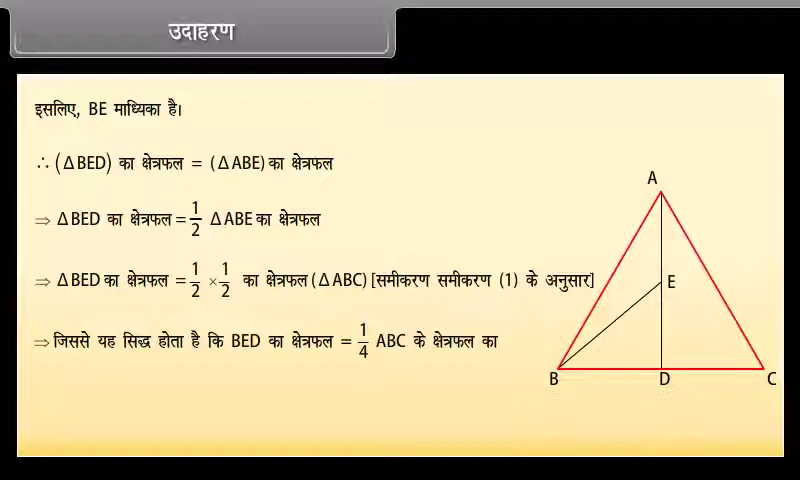 उदाहरण
इसलिए, BE माध्यिका है।
∴ (ΔBED) का क्षेत्रफल = (ΔABE) का क्षेत्रफल
⇒ ΔBED का क्षेत्रफल = 1/2 ΔABE का क्षेत्रफल
⇒ ΔBED का क्षेत्रफल = 1/2 × 1/2 का क्षेत्रफल (ΔABC) [समीकरण समीकरण (1) के अनुसार]
⇒ जिससे यह सिद्ध होता है कि BED का क्षेत्रफल = 1/4 ABC के क्षेत्रफल का
A
E
B D C